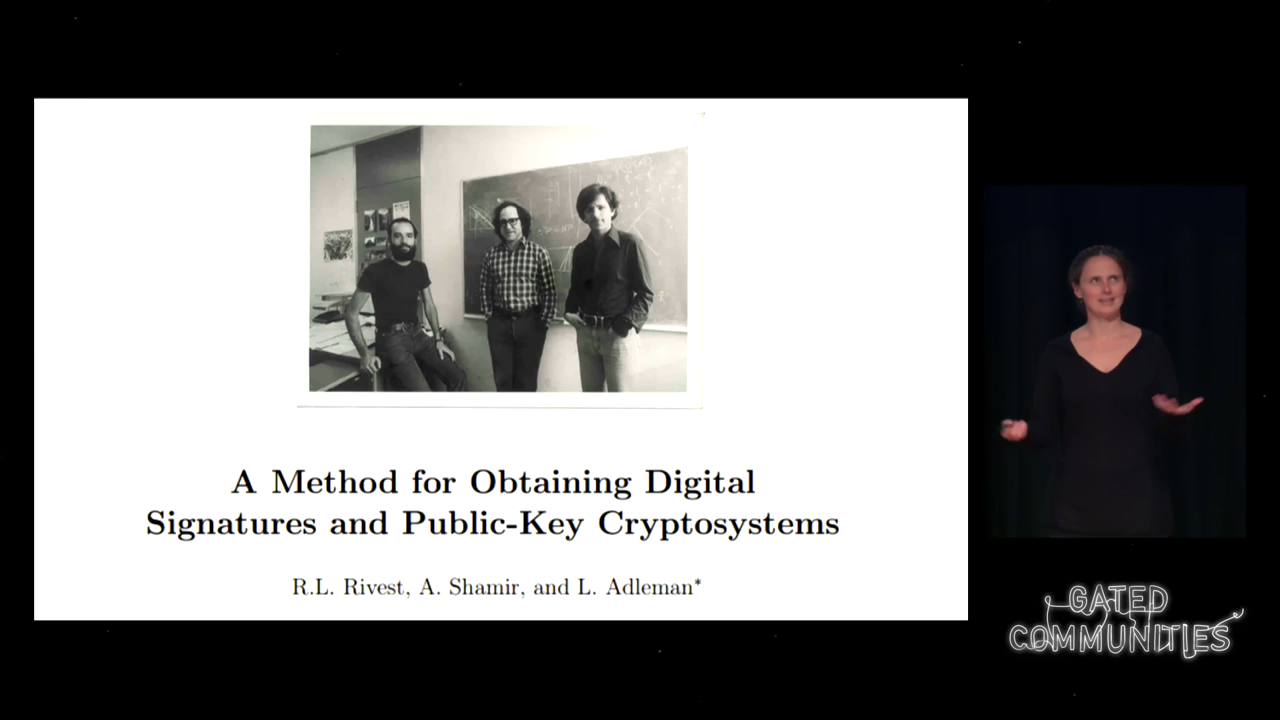 A Method for Obtaining Digital
Signatures and Public-Key Cryptosystems
R.L. Rivest, A. Shamir, and L. Adleman*
GATED
COMMUNITIES